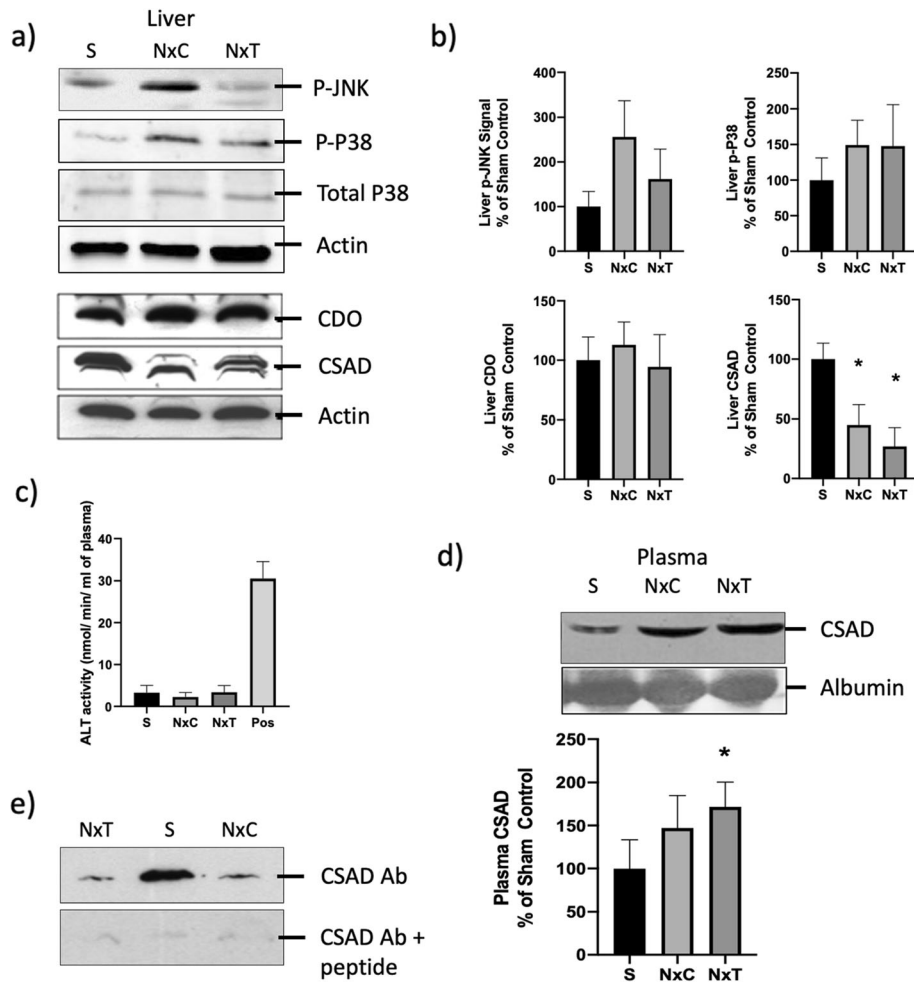 a)
Liver
S NxC NxT
P-JNK
P-P38
Total P38
Actin
CDO
CSAD
Actin
b)
Liver p-JNK Signal
% of Sham Control
400
300
200
100
0
S NxC NxT
Liver p-P38
% of Sham Control
250
200
150
100
50
0
S NxC NxT
Liver CDO
% of Sham Control
150
100
50
0
S NxC NxT
Liver CSAD
% of Sham Control
150
100
50
0
* *
S NxC NxT
c)
ALT activity (nmol/ min/ ml of plasma)
40
30
20
10
0
S NxC NxT Pos
d)
Plasma
S NxC NxT
CSAD
Albumin
Plasma CSAD
% of Sham Control
250
200
150
100
50
0
*
S NxC NxT
e)
NxT S NxC
CSAD Ab
CSAD Ab +
peptide